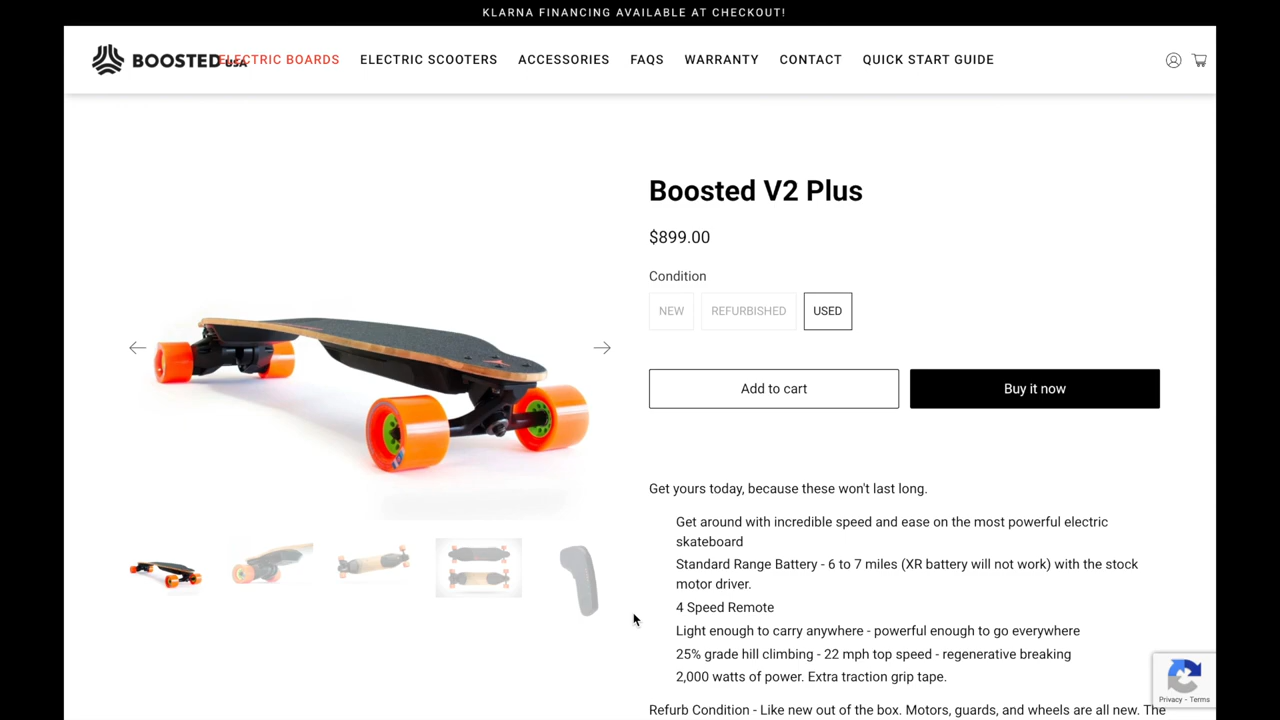 KLARNA FINANCING AVAILABLE AT CHECKOUT!
BOOSTED USA ELECTRIC BOARDS ELECTRIC SCOOTERS ACCESSORIES FAQS WARRANTY CONTACT QUICK START GUIDE
Boosted V2 Plus
$899.00
Condition
NEW REFURBISHED USED
Add to cart Buy it now
Get yours today, because these won't last long.
Get around with incredible speed and ease on the most powerful electric
skateboard
Standard Range Battery - 6 to 7 miles (XR battery will not work) with the stock
motor driver.
4 Speed Remote
Light enough to carry anywhere - powerful enough to go everywhere
25% grade hill climbing - 22 mph top speed - regenerative breaking
2,000 watts of power. Extra traction grip tape.
Refurb Condition - Like new out of the box. Motors, guards, and wheels are all new. The
Privacy - Terms